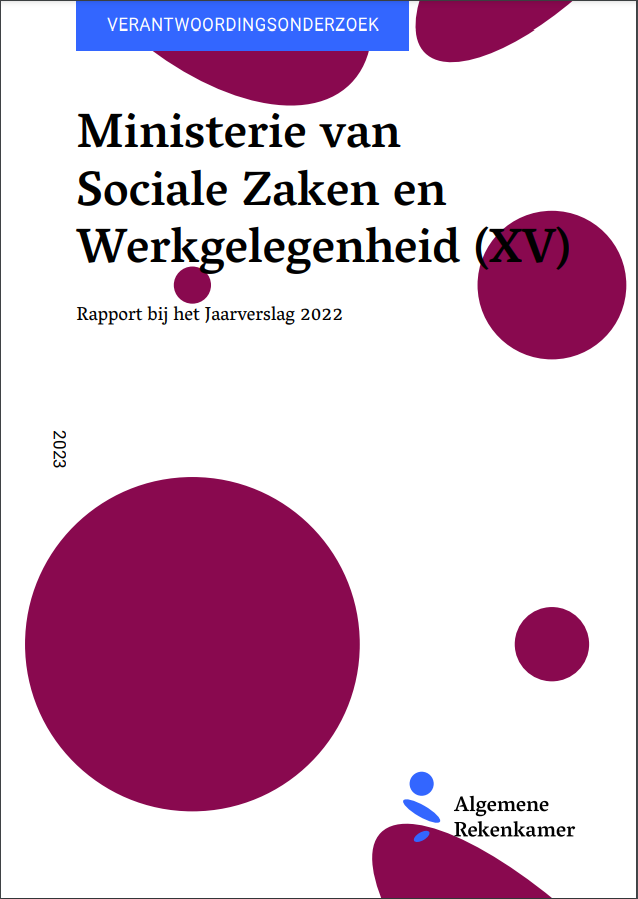 VERANTWOORDINGSONDERZOEK
Ministerie van
Sociale Zaken en
Werkgelegenheid (XV)
Rapport bij het Jaarverslag 2022
2023
Algemene
Rekenkamer